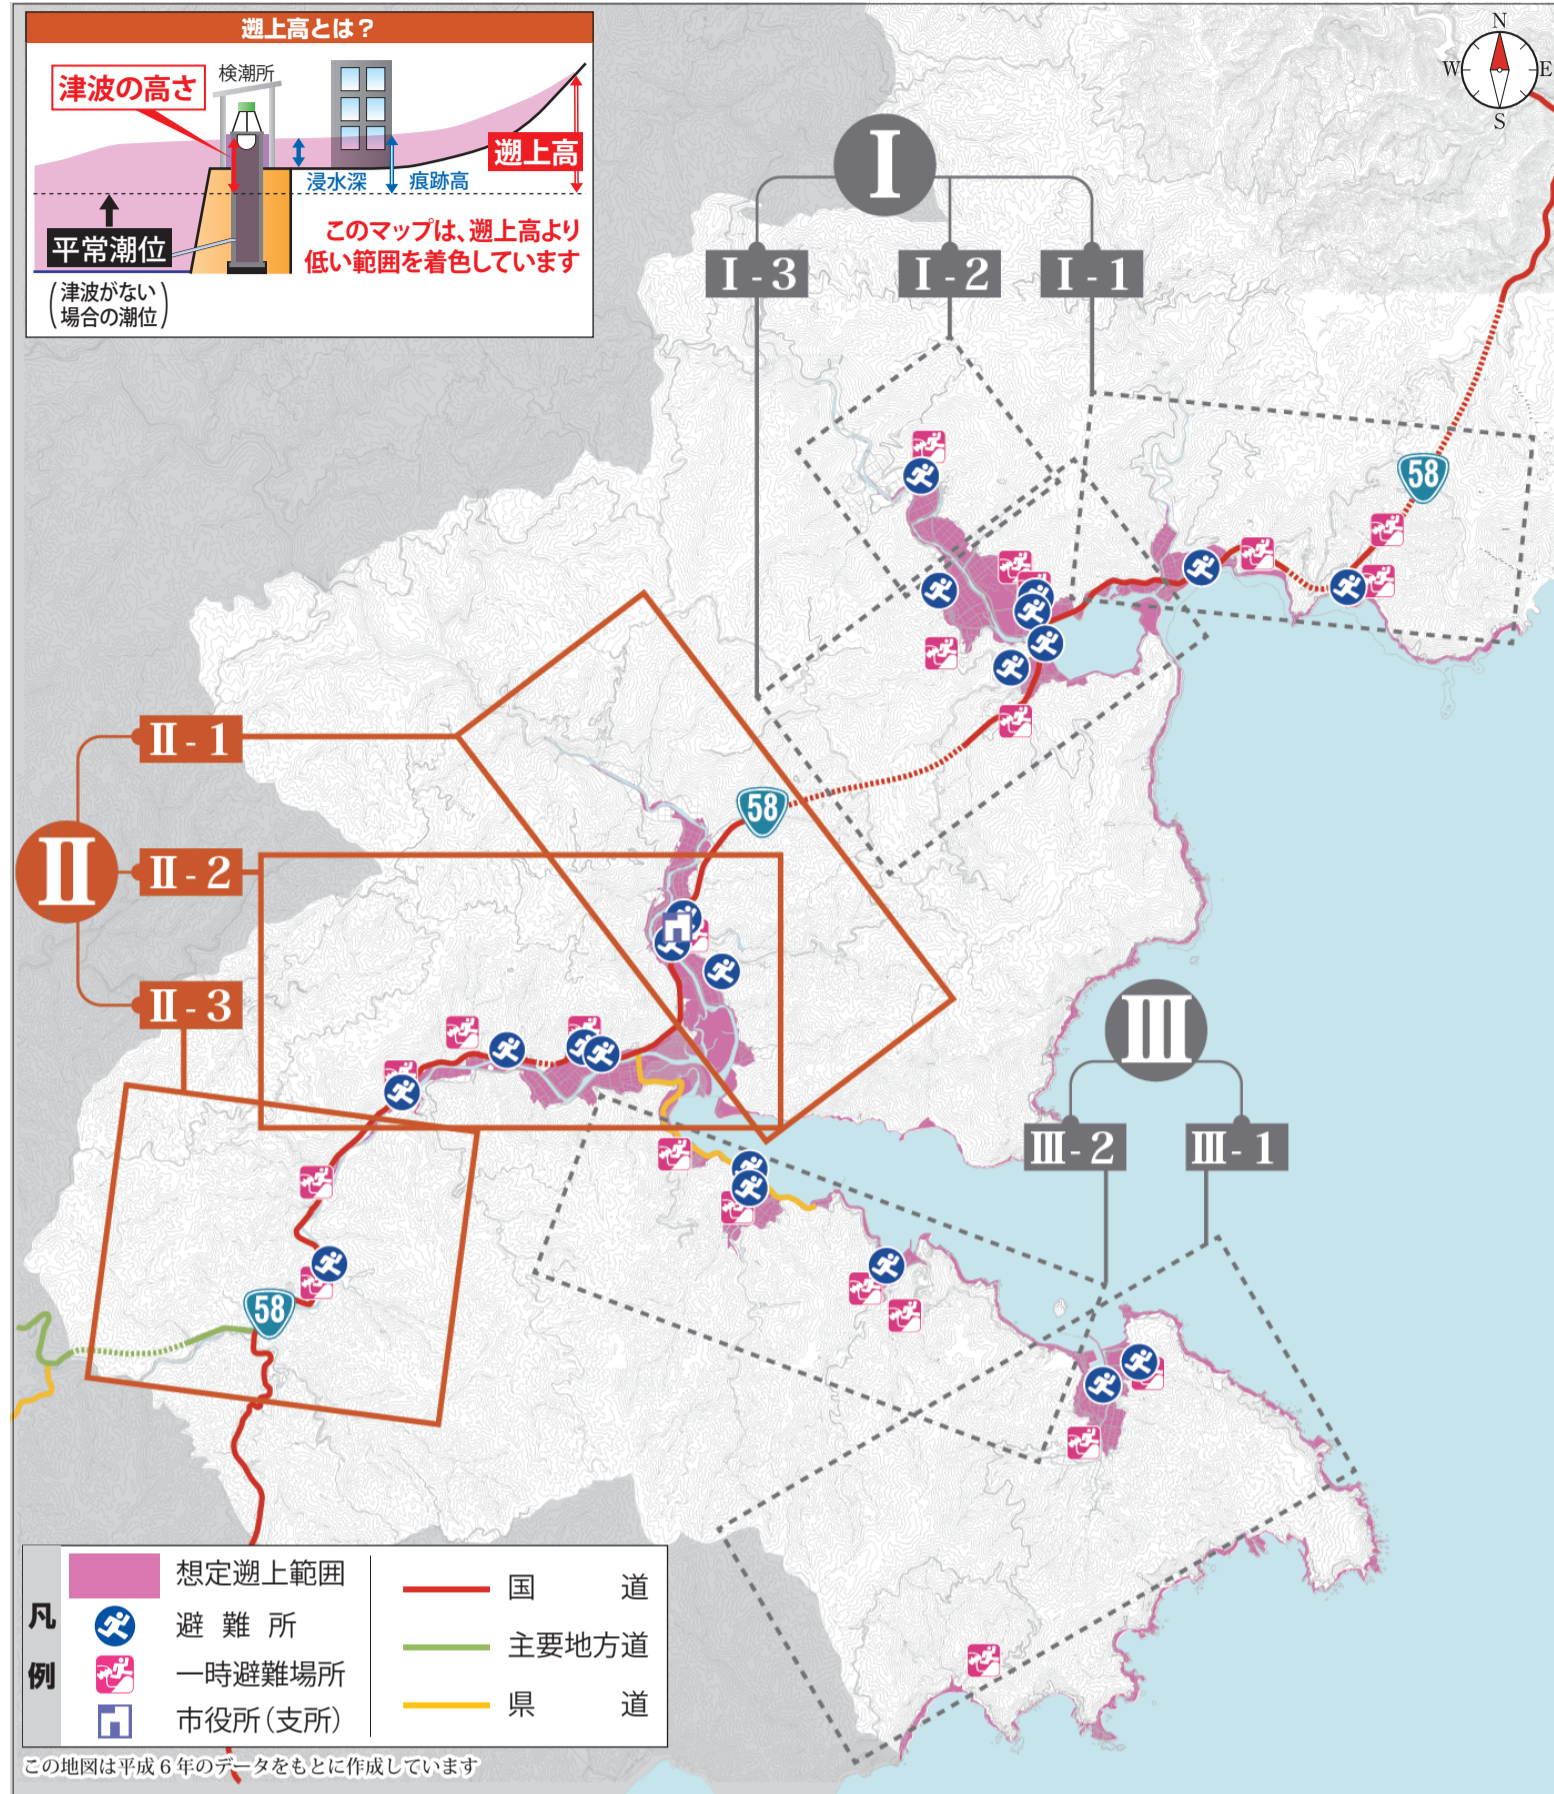 遡上高とは？
津波の高さ
検潮所
遡上高
浸水深
痕跡高
平常潮位
(津波がない
場合の潮位)
このマップは、遡上高より
低い範囲を着色しています
N
W
E
S
I
I-3
I-2
I-1
58
58
II-1
II
II-2
II-3
III
III-2
III-1
58
凡例
想定遡上範囲
避難所
一時避難場所
市役所（支所）
国道
主要地方道
県道
この地図は平成６年のデータをもとに作成しています